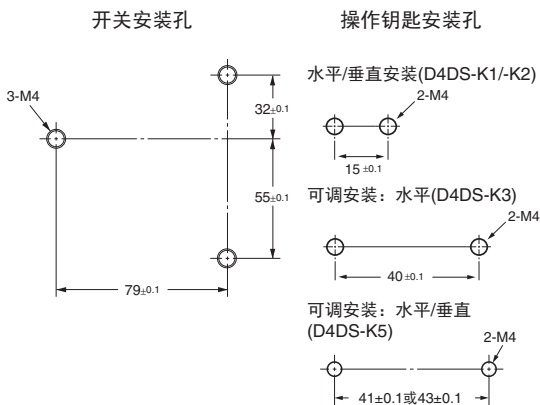 开关安装孔
3-M4
32±0.1
55±0.1
79±0.1
操作钥匙安装孔
水平/垂直安装(D4DS-K1/-K2)
2-M4
15 ±0.1
可调安装：水平(D4DS-K3)
2-M4
40 ±0.1
可调安装：水平/垂直
(D4DS-K5)
2-M4
41±0.1或43±0.1